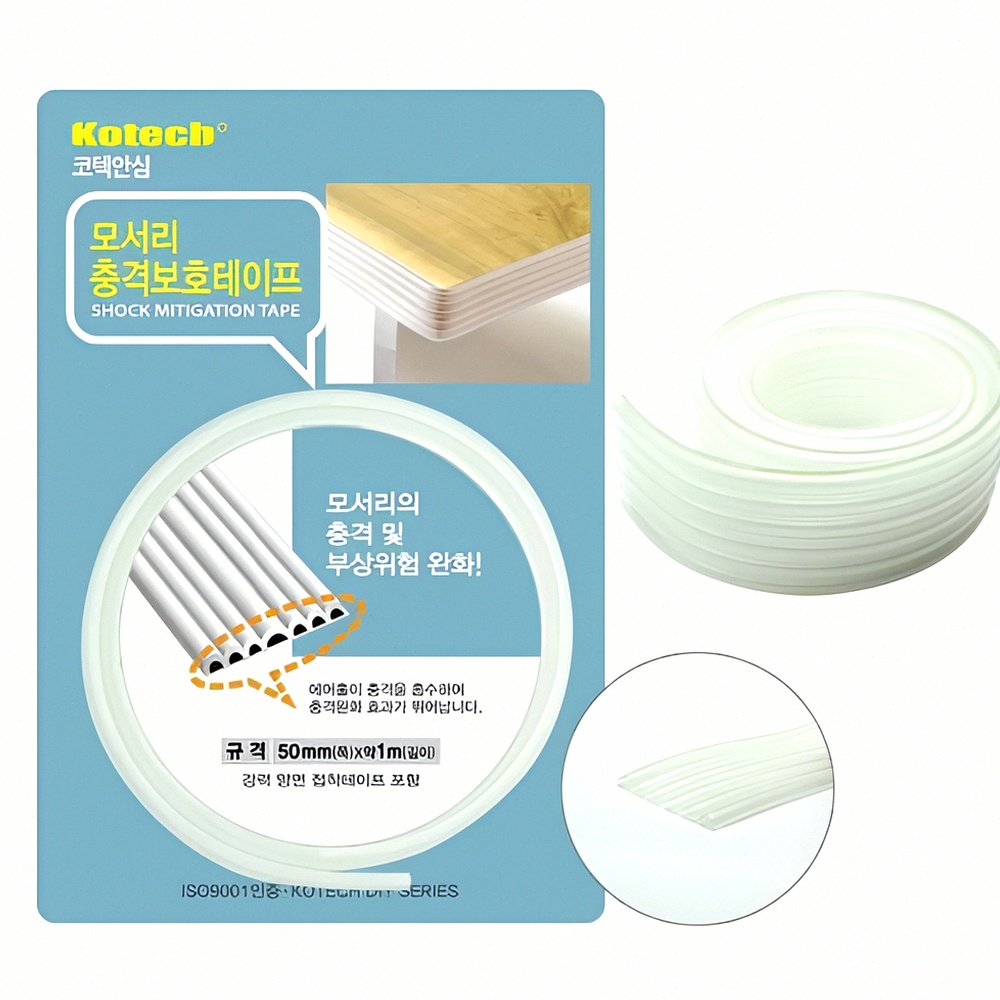 Kotech
코텍안심
모서리
충격보호테이프
SHOCK MITIGATION TAPE
모서리의
충격 및
부상위험 완화!
에어홀이 충격을 흡수하여
충격완화 효과가 뛰어납니다.
규격 50mm(폭)X약1m(길이)
강력 양면 접착테이프 포함
ISO9001인증· KOTECH DIY SERIES